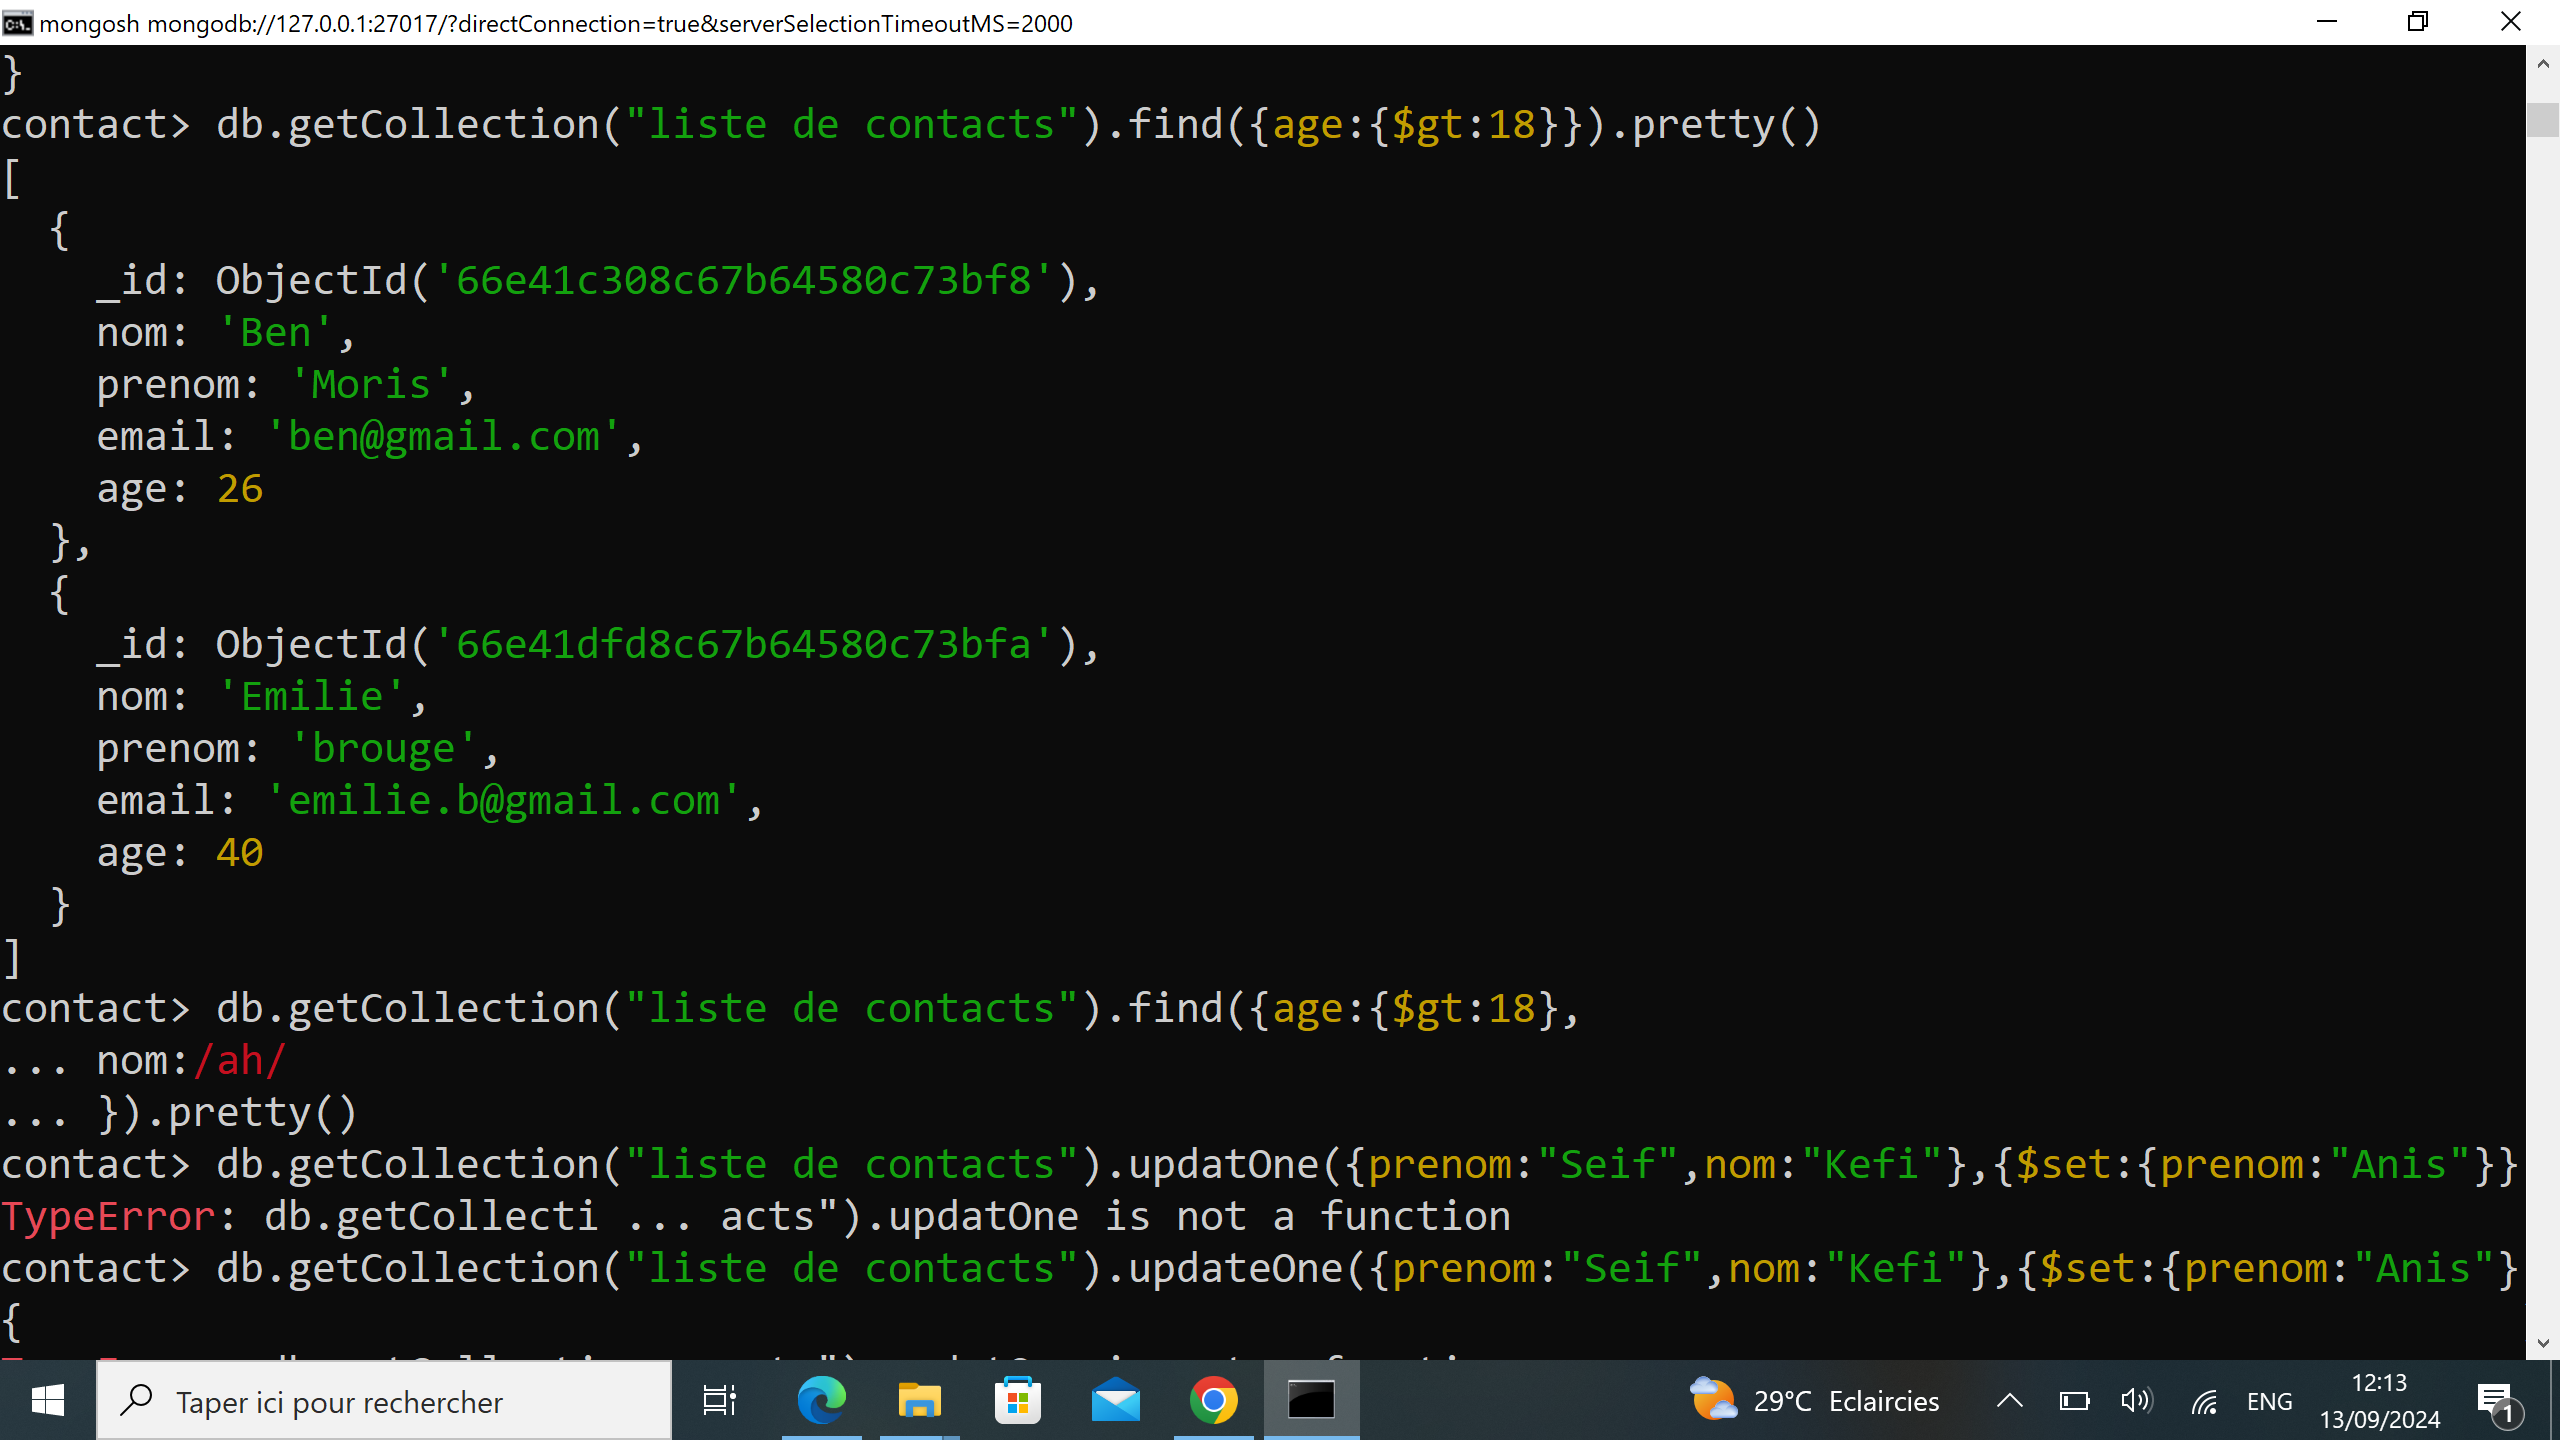 mongosh mongodb://127.0.0.1:27017/?directConnection=true&serverSelectionTimeoutMS=2000
}
contact> db.getCollection("liste de contacts").find({age:{$gt:18}}).pretty()
[
  {
    _id: ObjectId('66e41c308c67b64580c73bf8'),
    nom: 'Ben',
    prenom: 'Moris',
    email: 'ben@gmail.com',
    age: 26
  },
  {
    _id: ObjectId('66e41dfd8c67b64580c73bfa'),
    nom: 'Emilie',
    prenom: 'brouge',
    email: 'emilie.b@gmail.com',
    age: 40
  }
]
contact> db.getCollection("liste de contacts").find({age:{$gt:18},
... nom:/ah/
... }).pretty()
contact> db.getCollection("liste de contacts").updatOne({prenom:"Seif",nom:"Kefi"},{$set:{prenom:"Anis"}}
TypeError: db.getCollecti ... acts").updatOne is not a function
contact> db.getCollection("liste de contacts").updateOne({prenom:"Seif",nom:"Kefi"},{$set:{prenom:"Anis"}
{
Taper ici pour rechercher
29°C Eclaircies
ENG
12:13
13/09/2024
1